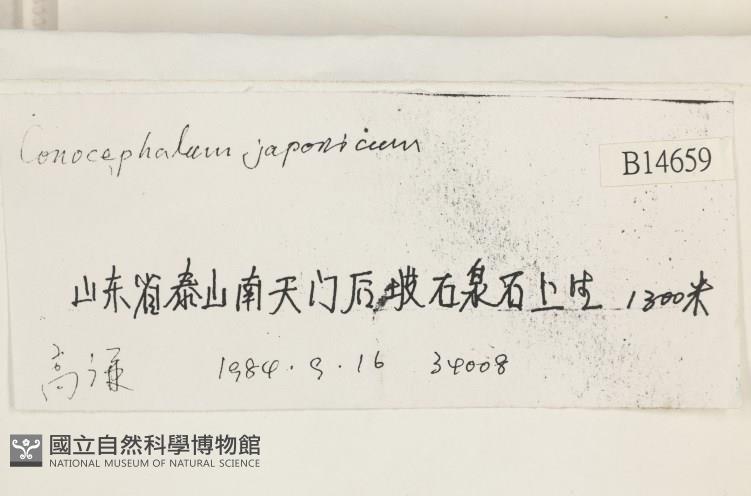 Conocephalum japonicum
B14659
山东省泰山南天门后坡石泉石上生 1300米
高谦 1984.9.16 34008
國立自然科學博物館
NATIONAL MUSEUM OF NATURAL SCIENCE